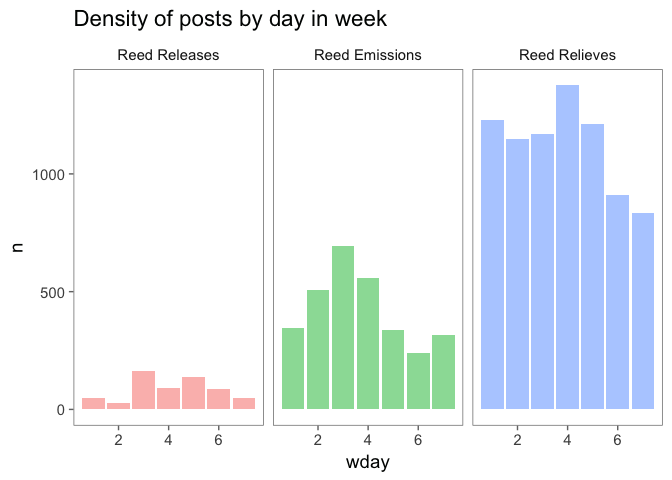 Density of posts by day in week
Reed Releases
Reed Emissions
Reed Relieves
1000
500
0
n
2 4 6
2 4 6
2 4 6
wday